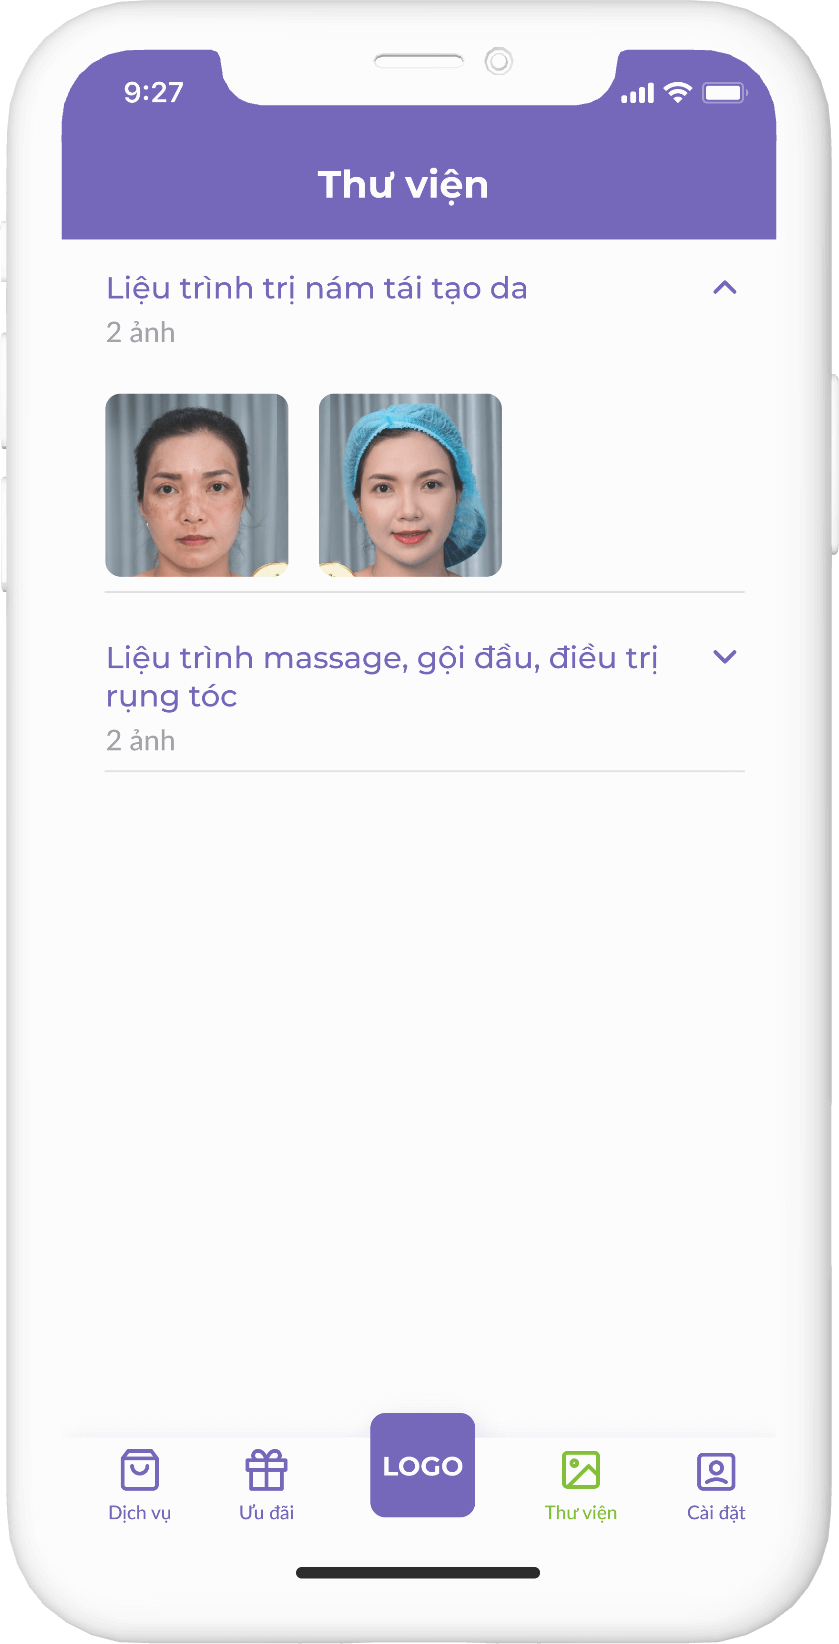 9:27
Thư viện
Liệu trình trị nám tái tạo da
2 ảnh
Liệu trình massage, gội đầu, điều trị
rụng tóc
2 ảnh
LOGO
Dịch vụ
Ưu đãi
Thư viện
Cài đặt